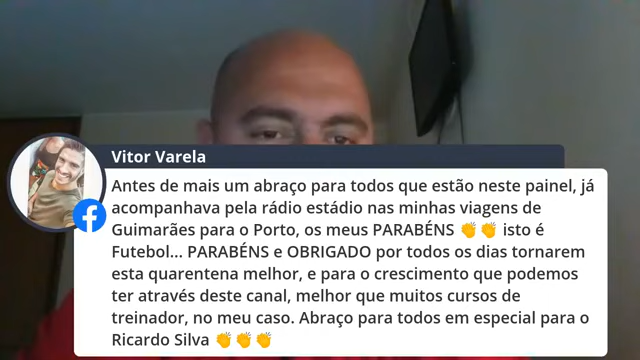 Vitor Varela
Antes de mais um abraço para todos que estão neste painel, já
acompanhava pela rádio estádio nas minhas viagens de
Guimarães para o Porto, os meus PARABÉNS 👏👏 isto é
Futebol... PARABÉNS e OBRIGADO por todos os dias tornarem
esta quarentena melhor, e para o crescimento que podemos
ter através deste canal, melhor que muitos cursos de
treinador, no meu caso. Abraço para todos em especial para o
Ricardo Silva 👏👏👏